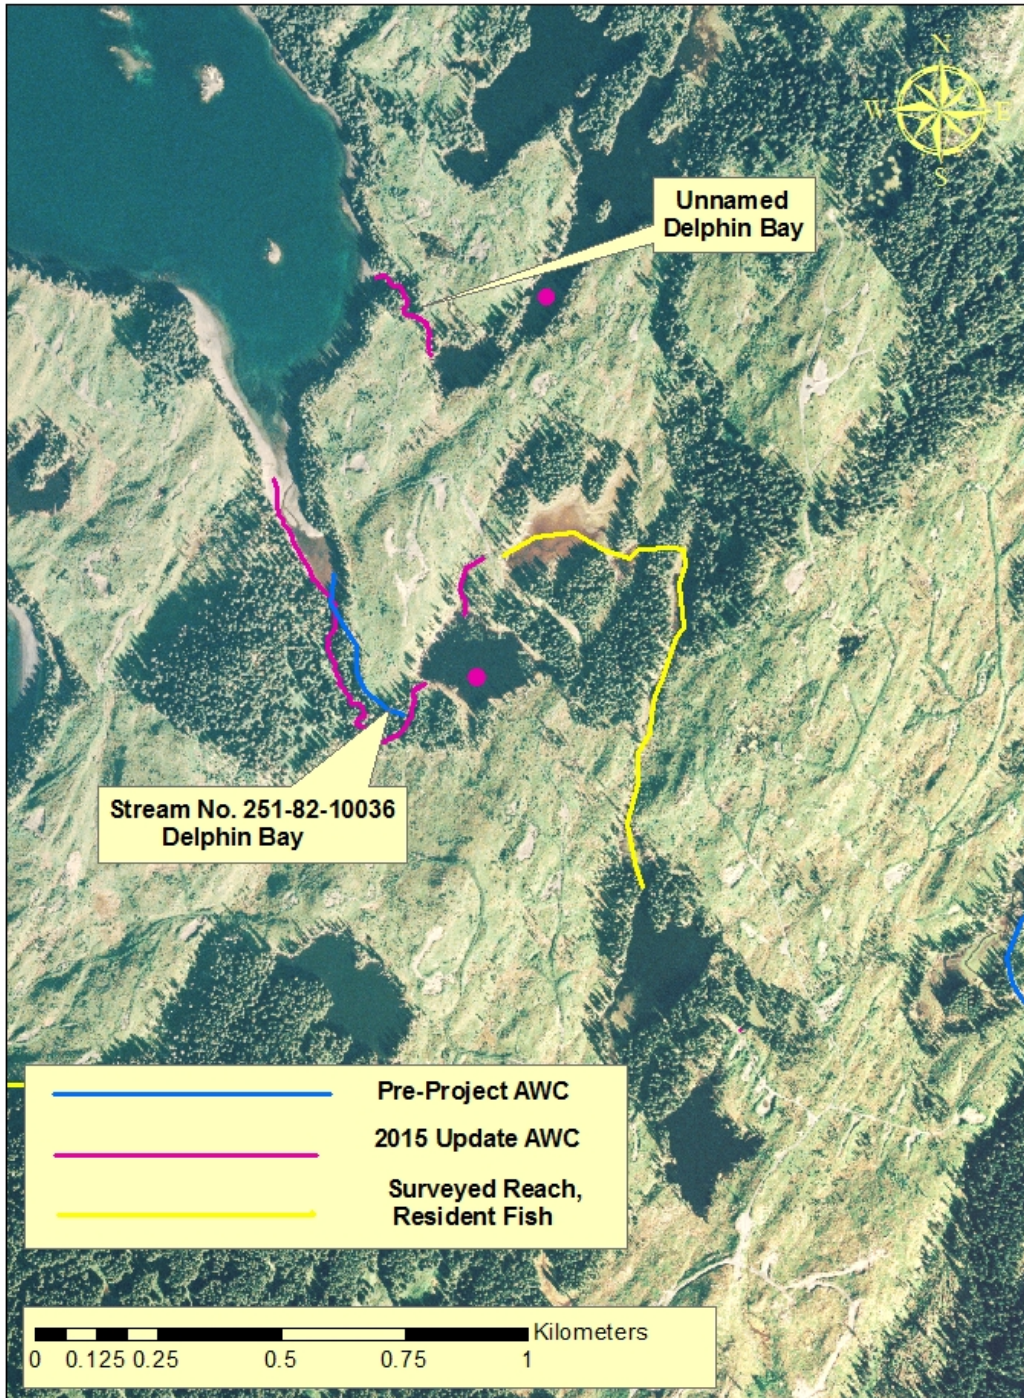 N
W E
S
Unnamed
Delphin Bay
Stream No. 251-82-10036
Delphin Bay
Pre-Project AWC
2015 Update AWC
Surveyed Reach,
Resident Fish
Kilometers
0 0.125 0.25 0.5 0.75 1